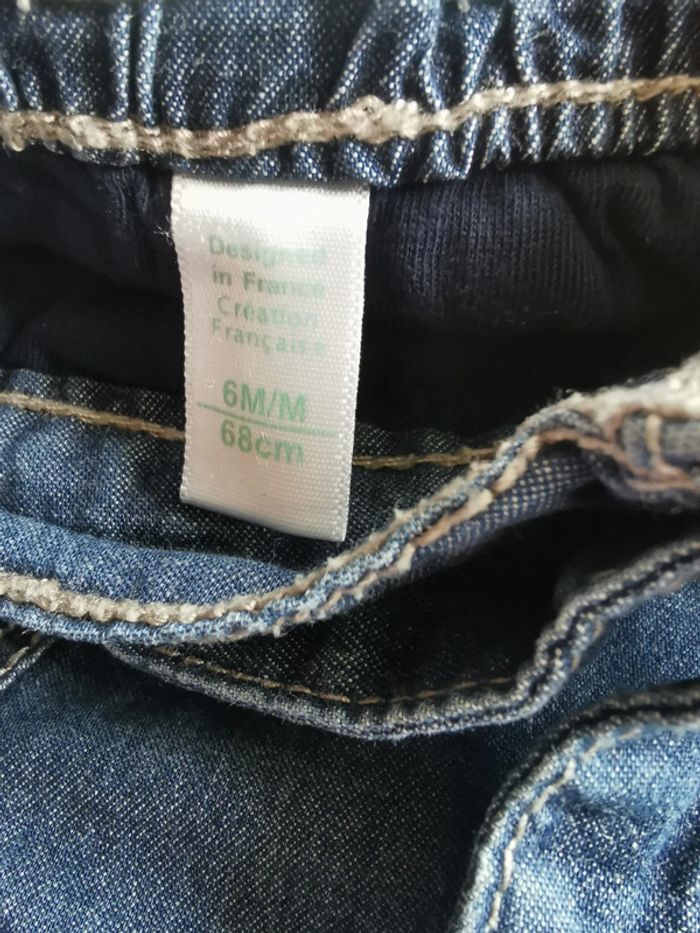 Designed
in France
Création
Française
6M/M
68cm